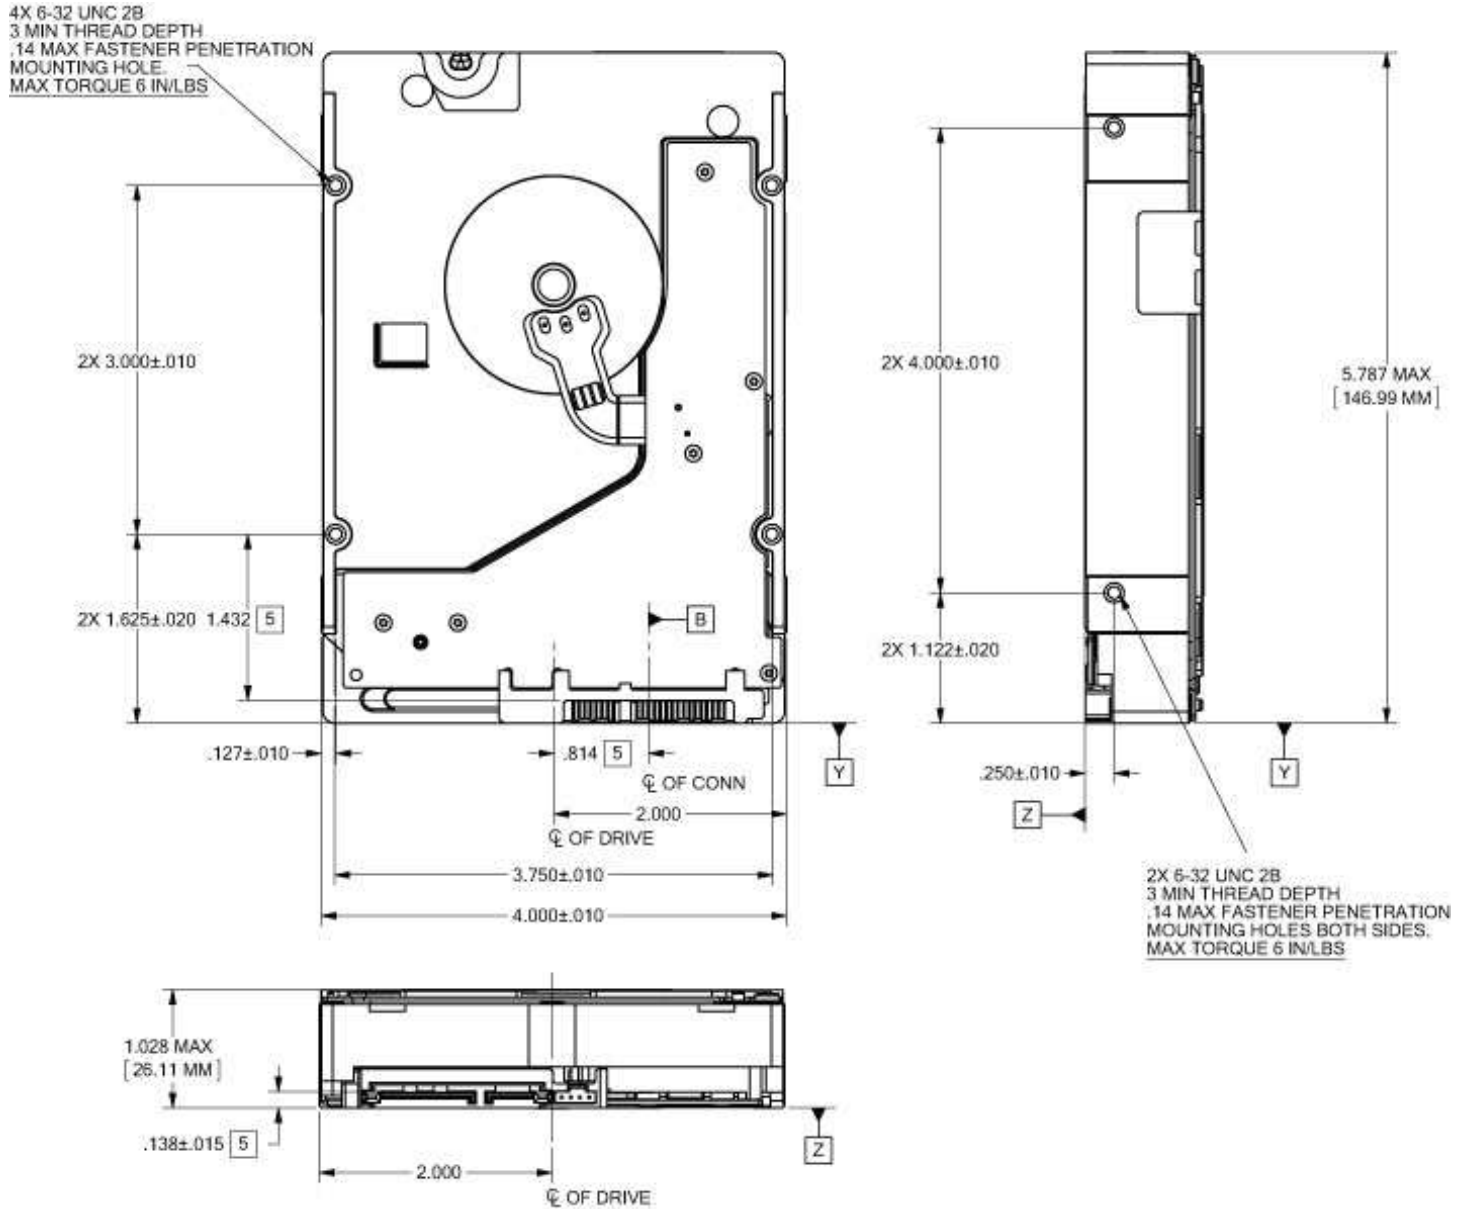 4X 6-32 UNC 2B
3 MIN THREAD DEPTH
.14 MAX FASTENER PENETRATION
MOUNTING HOLE.
MAX TORQUE 6 IN/LBS
2X 3.000±.010
2X 4.000±.010
5.787 MAX
[146.99 MM]
2X 1.625±.020 1.432 5
B
2X 1.122±.020
.127±.010
.814 5
Y
℄ OF CONN
2.000
℄ OF DRIVE
3.750±.010
4.000±.010
.250±.010
Y
Z
2X 6-32 UNC 2B
3 MIN THREAD DEPTH
.14 MAX FASTENER PENETRATION
MOUNTING HOLES BOTH SIDES.
MAX TORQUE 6 IN/LBS
1.028 MAX
[26.11 MM]
.138±.015 5
Z
2.000
℄ OF DRIVE